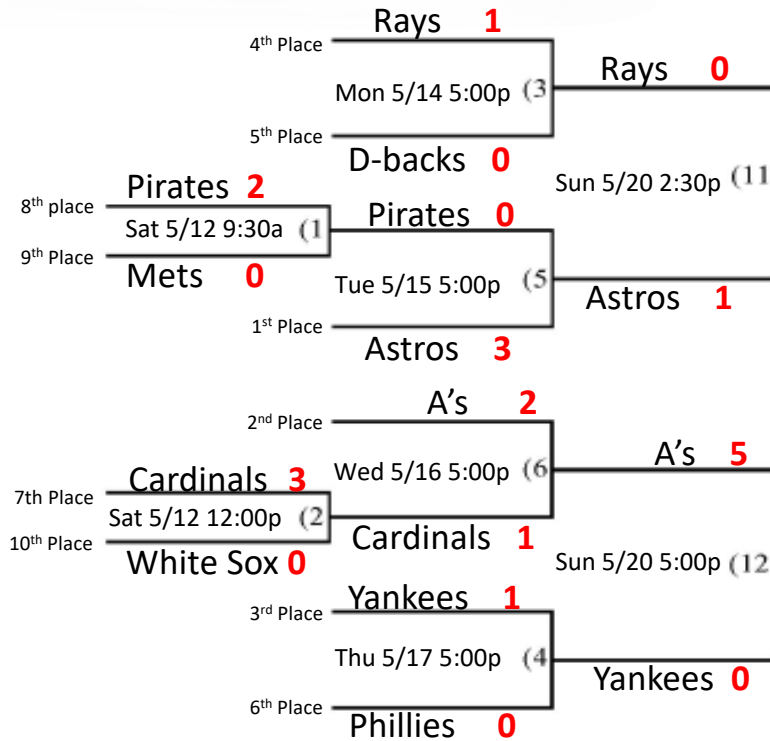 Rays 1
4th Place
Rays 0
Mon 5/14 5:00p (3
5th Place
D-backs 0
Sun 5/20 2:30p (11
Pirates 2
8th place
Pirates 0
Sat 5/12 9:30a (1
9th Place
Mets 0
Tue 5/15 5:00p (5
Astros 1
1st Place
Astros 3
A’s 2
2nd Place
A’s 5
Cardinals 3
Wed 5/16 5:00p (6
7th Place
Sat 5/12 12:00p (2
10th Place
Cardinals 1
White Sox 0
Sun 5/20 5:00p (12
Yankees 1
3rd Place
Thu 5/17 5:00p (4
Yankees 0
6th Place
Phillies 0